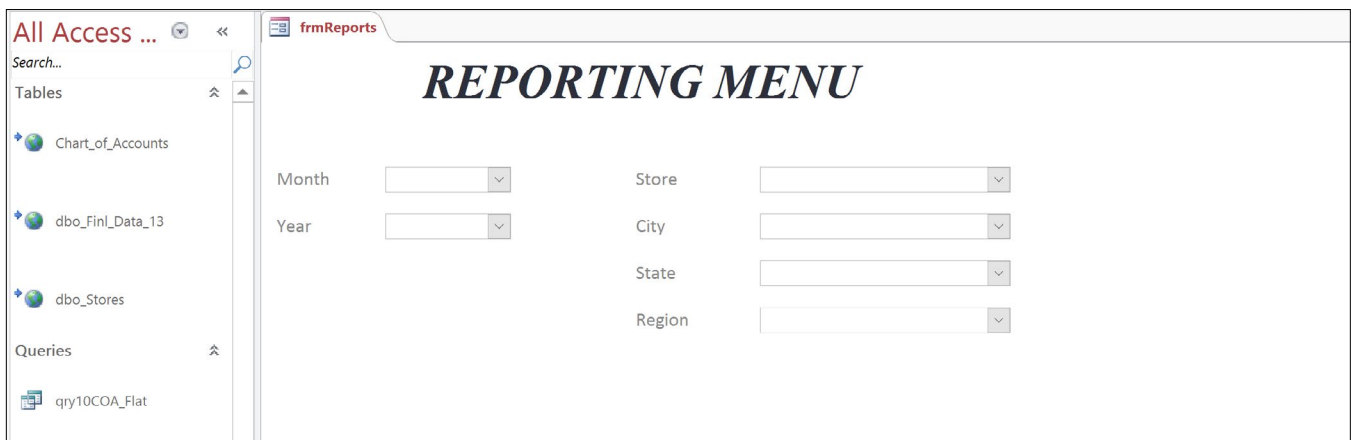 All Access ...
Search...
Tables
Chart_of_Accounts
dbo_Finl_Data_13
dbo_Stores
Queries
qry10COA_Flat
frmReports
REPORTING MENU
Month
Year
Store
City
State
Region